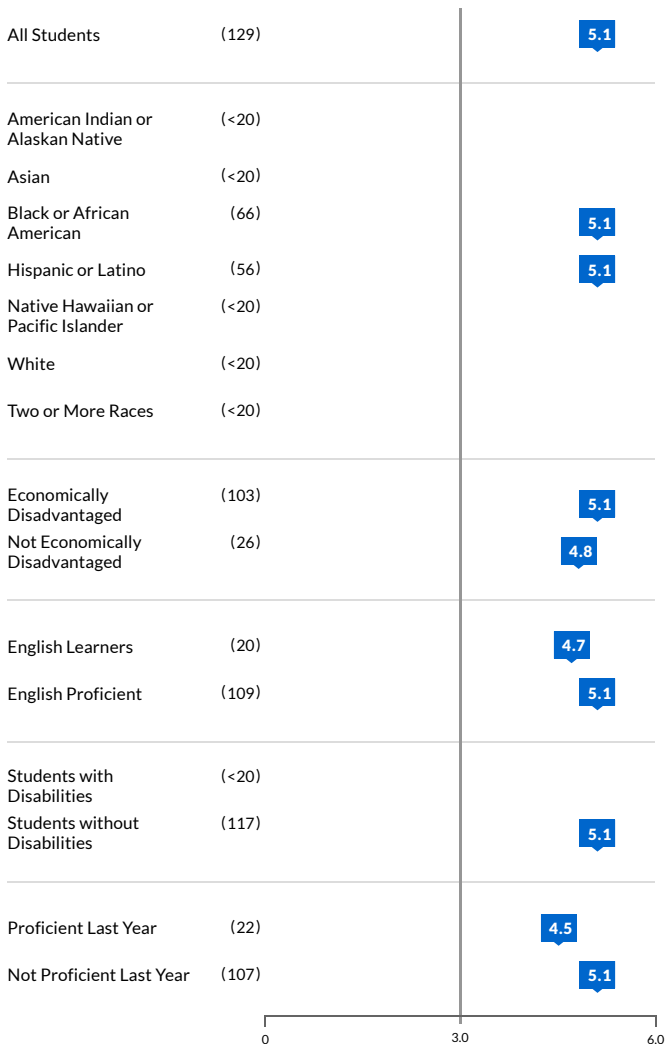 All Students (129) 5.1
American Indian or (<20)
Alaskan Native
Asian (<20)
Black or African (66) 5.1
American
Hispanic or Latino (56) 5.1
Native Hawaiian or (<20)
Pacific Islander
White (<20)
Two or More Races (<20)
Economically (103) 5.1
Disadvantaged
Not Economically (26) 4.8
Disadvantaged
English Learners (20) 4.7
English Proficient (109) 5.1
Students with (<20)
Disabilities
Students without (117) 5.1
Disabilities
Proficient Last Year (22) 4.5
Not Proficient Last Year (107) 5.1
0 3.0 6.0